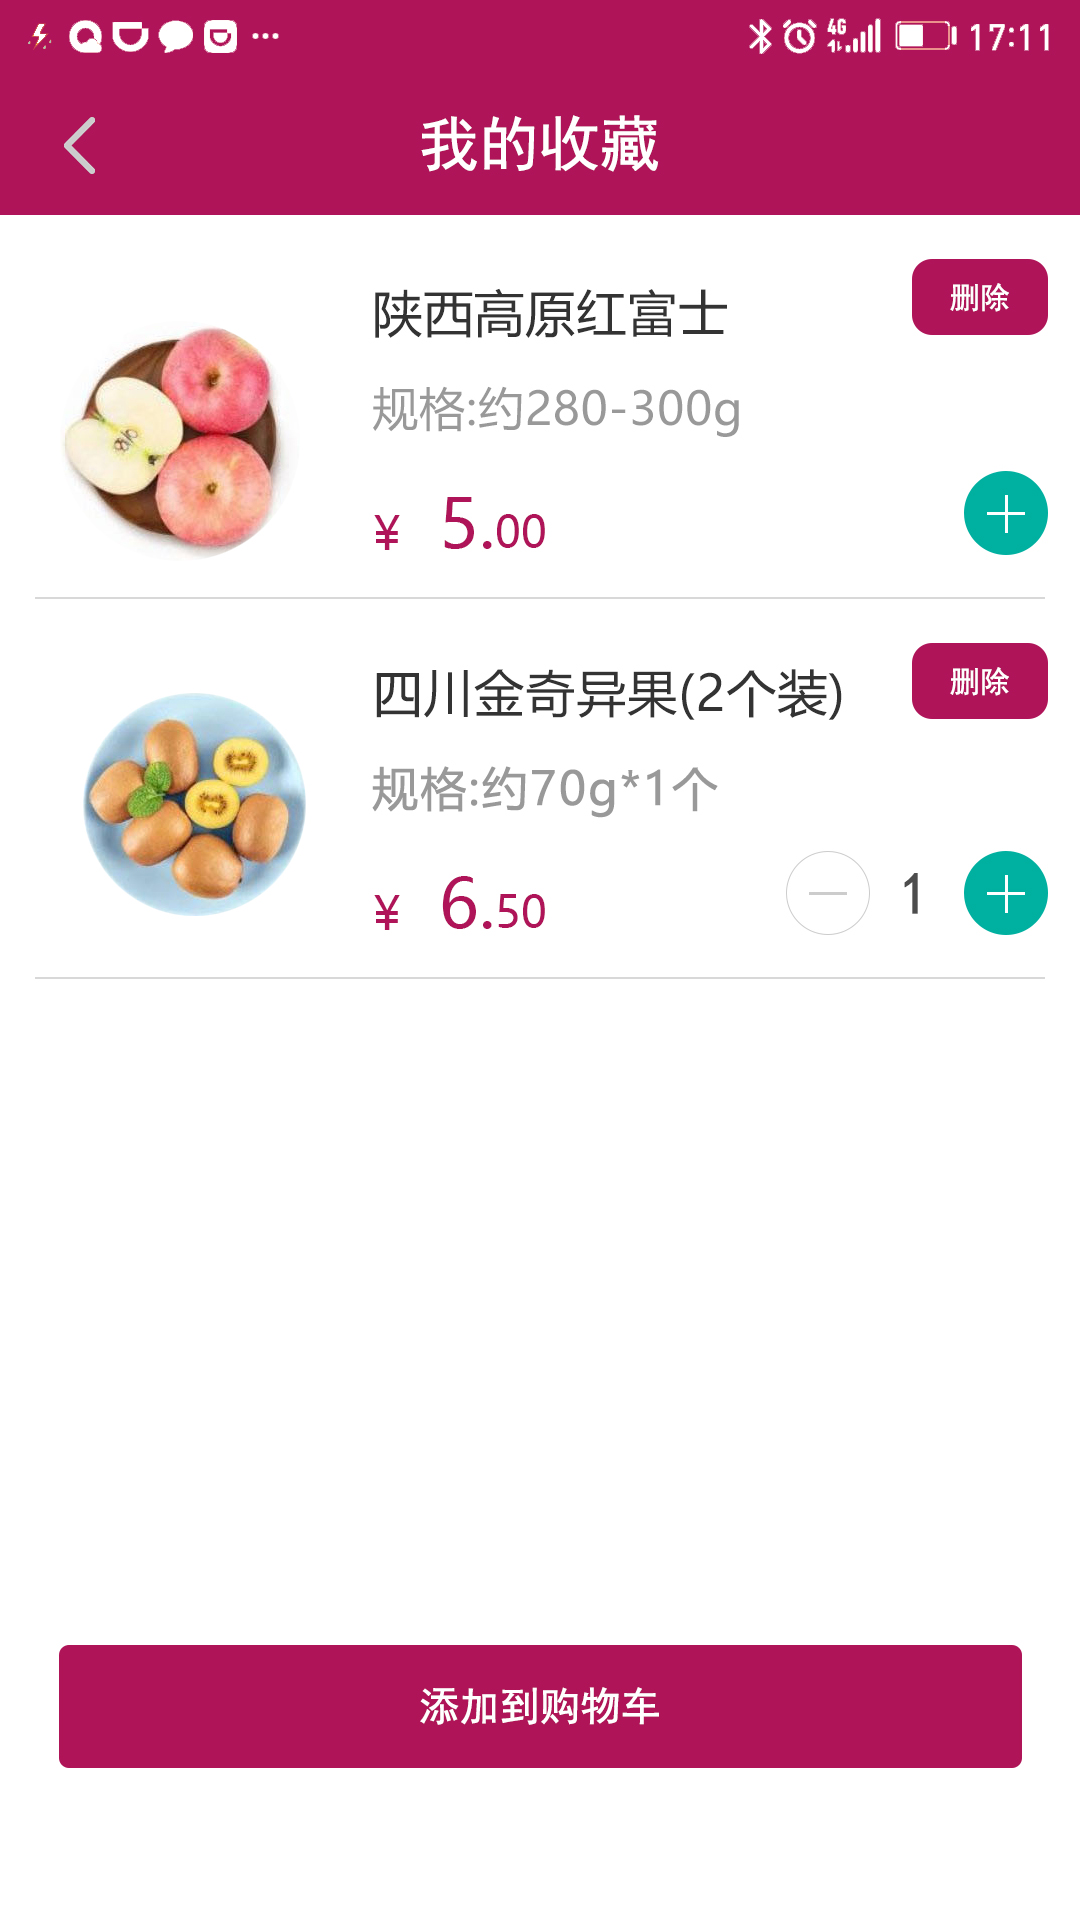 17:11
我的收藏
陕西高原红富士
删除
规格:约280-300g
¥ 5.00
四川金奇异果(2个装)
删除
规格:约70g*1个
¥ 6.50
1
添加到购物车